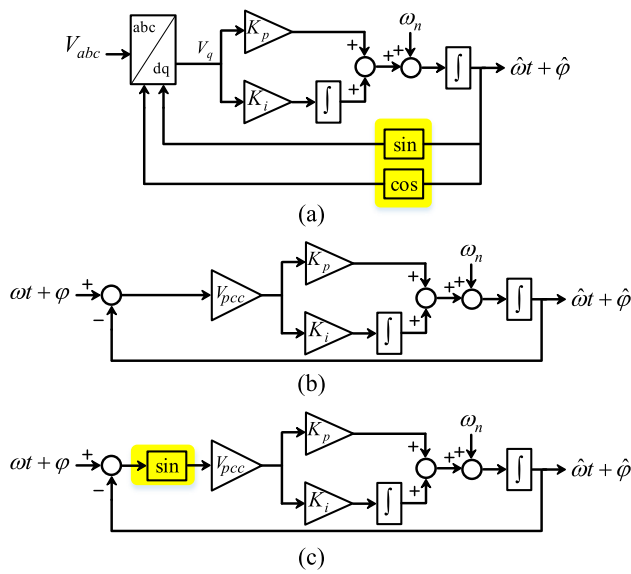 abc
dq
V_abc
V_q
K_p
K_i
∫
+
+
+
+
ω_n
∫
ω̂t + φ̂
sin
cos
(a)
ωt + φ
+
−
V_pcc
K_p
K_i
∫
+
+
+
+
ω_n
∫
ω̂t + φ̂
(b)
ωt + φ
+
−
sin
V_pcc
K_p
K_i
∫
+
+
+
+
ω_n
∫
ω̂t + φ̂
(c)